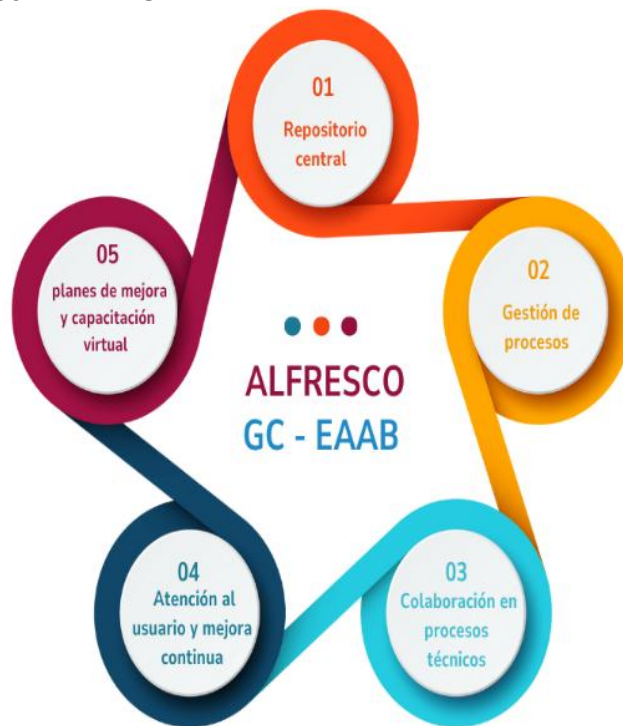 01
Repositorio
central
02
Gestión de
procesos
03
Colaboración en
procesos
técnicos
04
Atención al
usuario y mejora
continua
05
planes de mejora
y capacitación
virtual
ALFRESCO
GC - EAAB